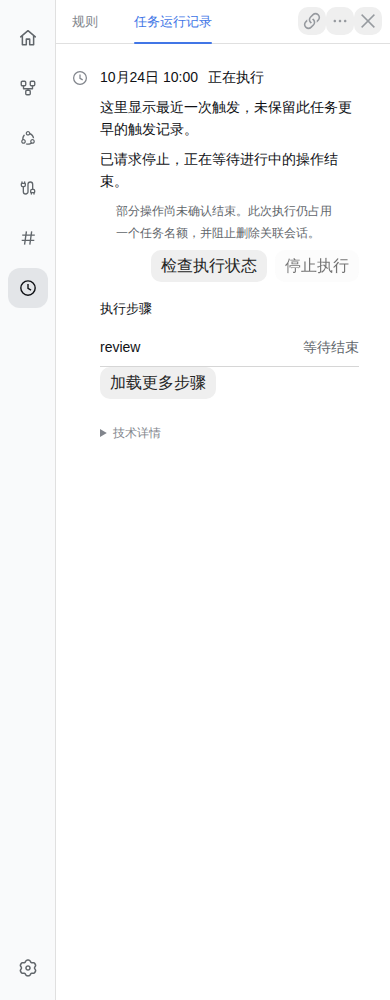 规则
任务运行记录
10月24日 10:00 正在执行
这里显示最近一次触发，未保留此任务更
早的触发记录。
已请求停止，正在等待进行中的操作结
束。
部分操作尚未确认结束。此次执行仍占用
一个任务名额，并阻止删除关联会话。
检查执行状态
停止执行
执行步骤
review
等待结束
加载更多步骤
技术详情